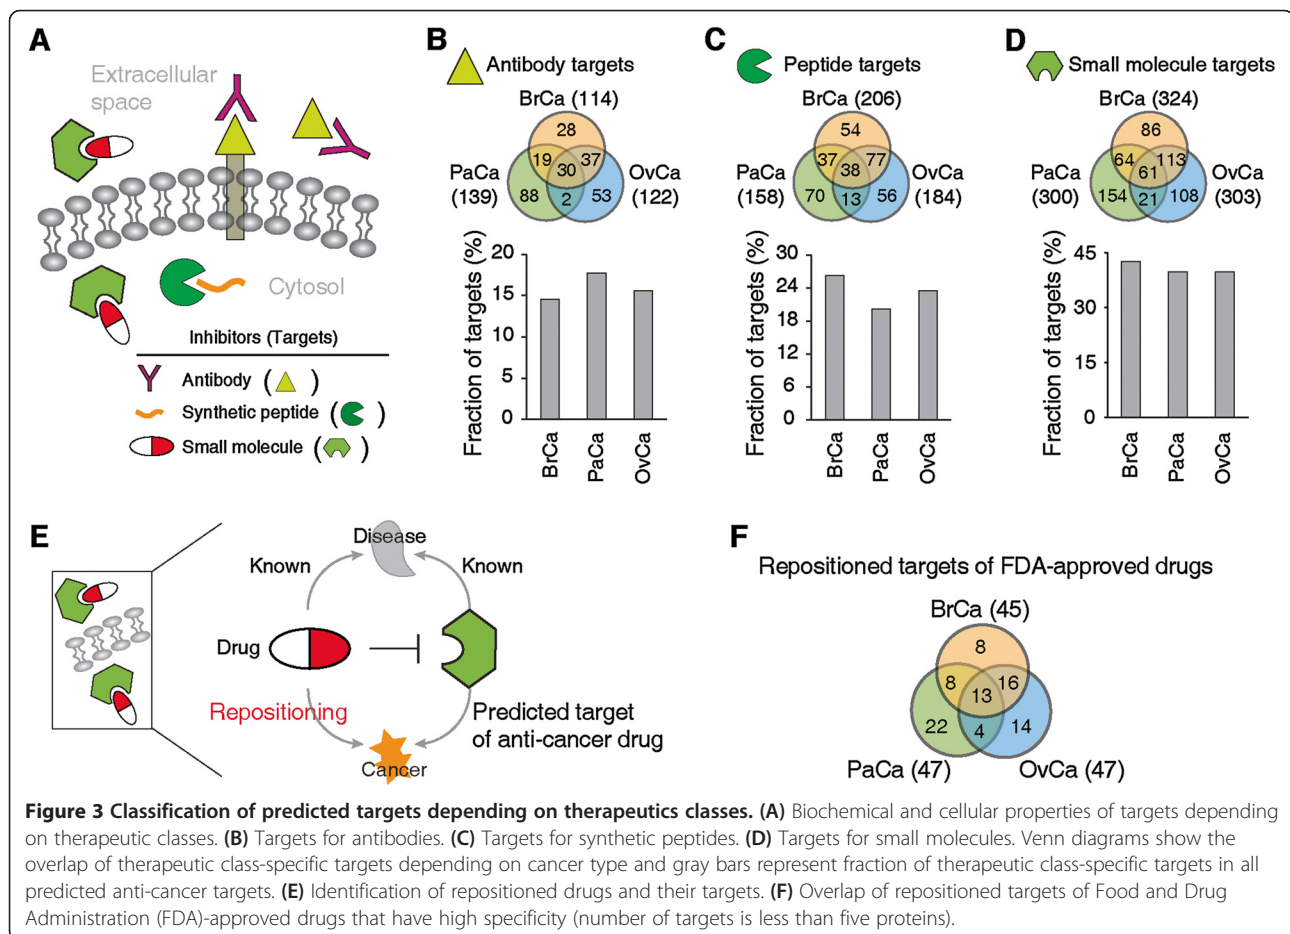 A
Extracellular
space
Cytosol
Inhibitors (Targets)
Antibody ( )
Synthetic peptide ( )
Small molecule ( )
B
Antibody targets
BrCa (114)
28
19
37
30
PaCa
(139)
OvCa
(122)
88
2
53
Fraction of targets (%)
20
15
10
5
0
BrCa
PaCa
OvCa
C
Peptide targets
BrCa (206)
54
37
77
38
PaCa
(158)
OvCa
(184)
70
13
56
Fraction of targets (%)
30
24
18
12
6
0
BrCa
PaCa
OvCa
D
Small molecule targets
BrCa (324)
86
64
113
61
PaCa
(300)
OvCa
(303)
154
21
108
Fraction of targets (%)
45
30
15
0
BrCa
PaCa
OvCa
E
Disease
Known
Known
Drug
Repositioning
Predicted target
of anti-cancer drug
Cancer
F
Repositioned targets of FDA-approved drugs
BrCa (45)
8
8
16
13
22
4
14
PaCa (47)
OvCa (47)
Figure 3 Classification of predicted targets depending on therapeutics classes. (A) Biochemical and cellular properties of targets depending
on therapeutic classes. (B) Targets for antibodies. (C) Targets for synthetic peptides. (D) Targets for small molecules. Venn diagrams show the
overlap of therapeutic class-specific targets depending on cancer type and gray bars represent fraction of therapeutic class-specific targets in all
predicted anti-cancer targets. (E) Identification of repositioned drugs and their targets. (F) Overlap of repositioned targets of Food and Drug
Administration (FDA)-approved drugs that have high specificity (number of targets is less than five proteins).